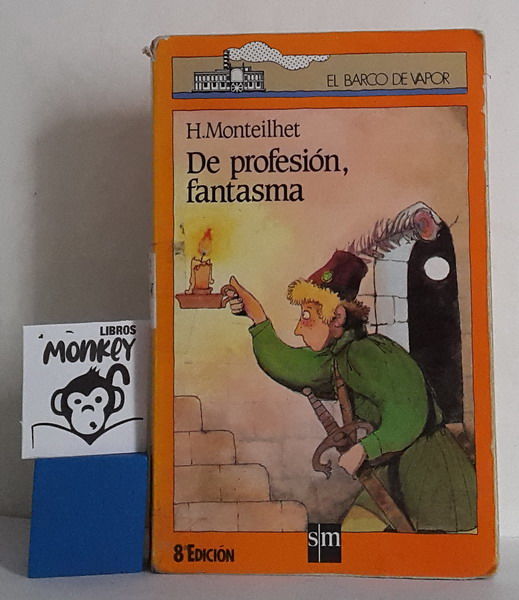 EL BARCO DE VAPOR
H.Monteilhet
De profesión,
fantasma
LIBROS
MONKEY
8ª EDICIÓN
sm